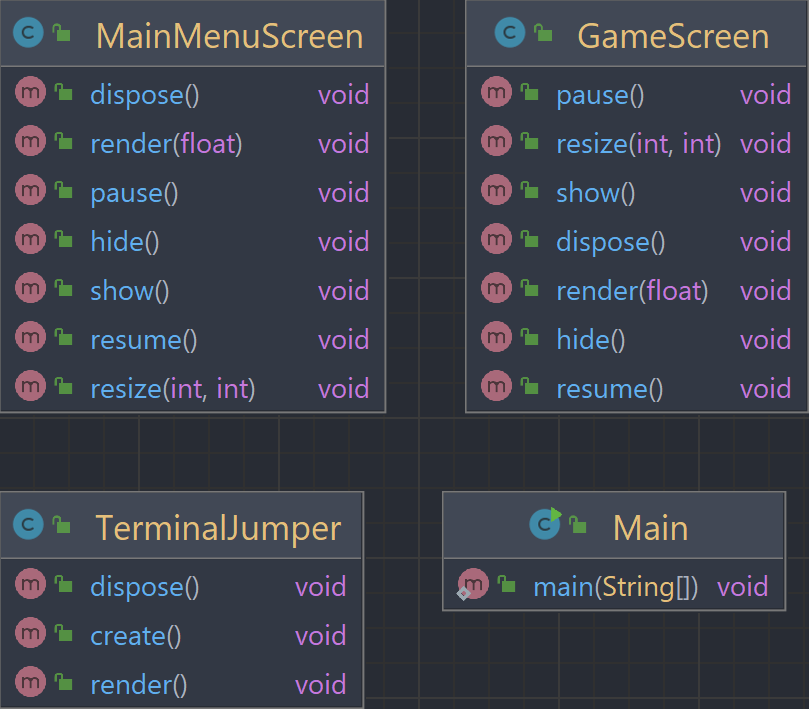 C MainMenuScreen
m dispose() void
m render(float) void
m pause() void
m hide() void
m show() void
m resume() void
m resize(int, int) void
C GameScreen
m pause() void
m resize(int, int) void
m show() void
m dispose() void
m render(float) void
m hide() void
m resume() void
C TerminalJumper
m dispose() void
m create() void
m render() void
C Main
m main(String[]) void